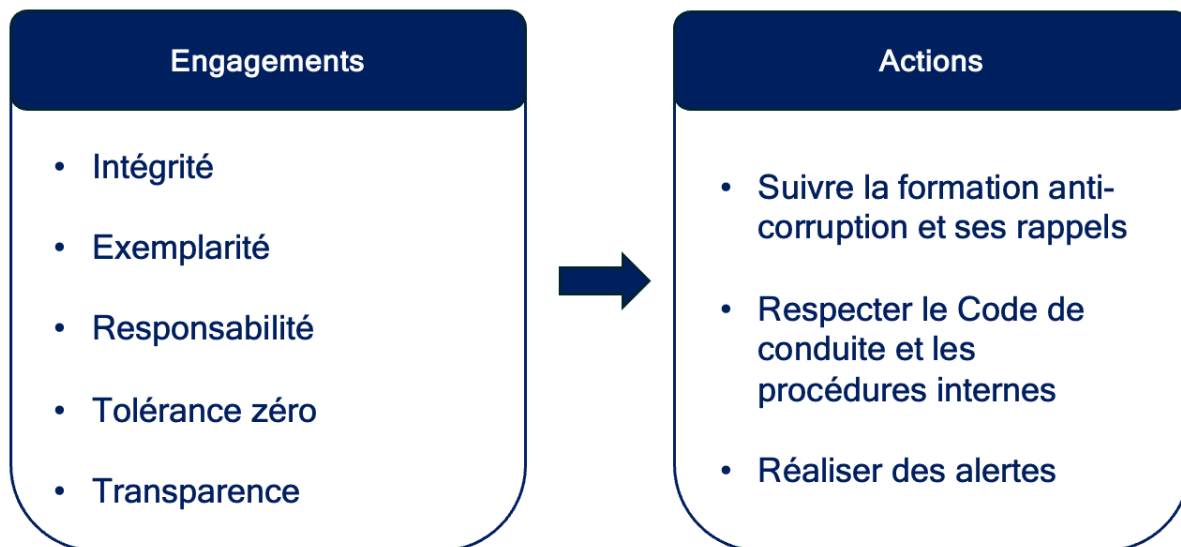 Engagements
• Intégrité
• Exemplarité
• Responsabilité
• Tolérance zéro
• Transparence
Actions
• Suivre la formation anti-
corruption et ses rappels
• Respecter le Code de
conduite et les
procédures internes
• Réaliser des alertes